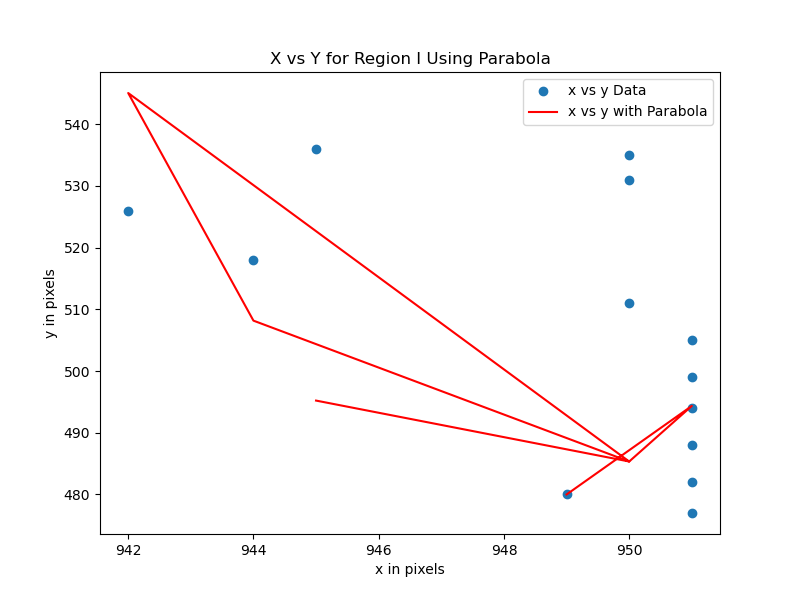 X vs Y for Region I Using Parabola
x vs y Data
x vs y with Parabola
540
530
520
510
500
490
480
y in pixels
942 944 946 948 950
x in pixels